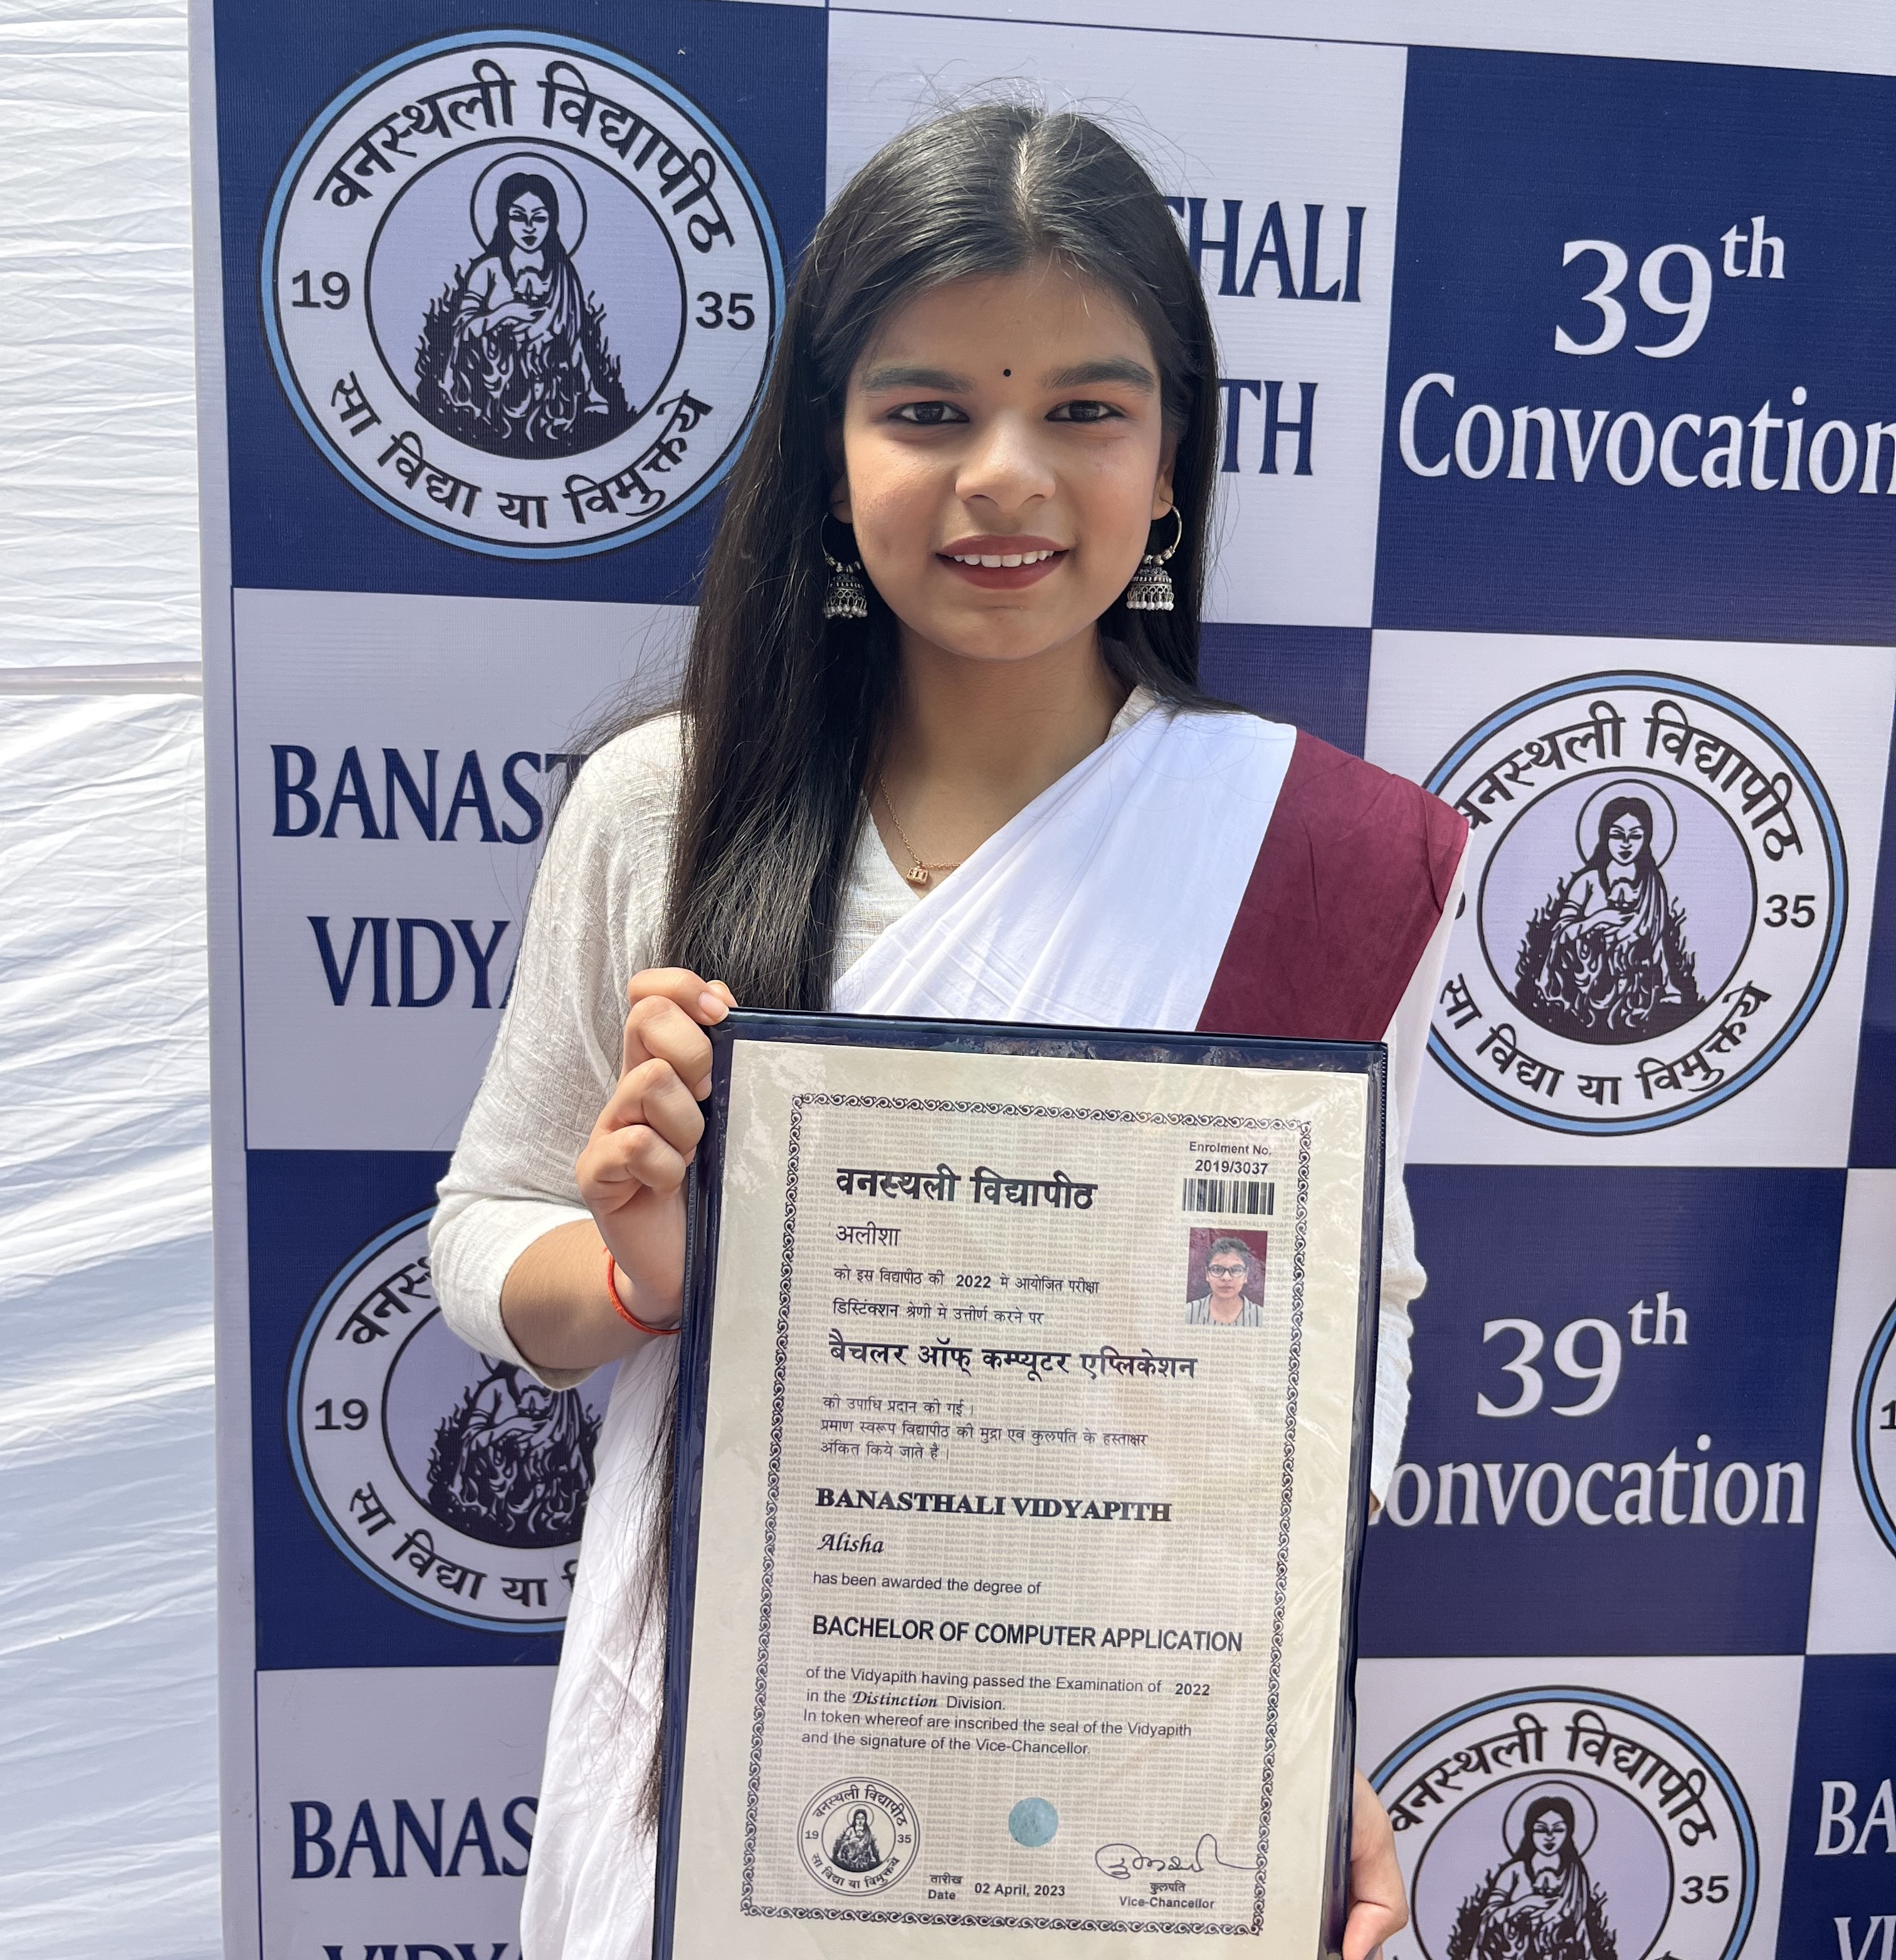 वनस्थली विद्यापीठ
19 35
सा विद्या या विमुक्तये
THALI
TH
39th
Convocation
BANAST
VIDYA
वनस्थली विद्यापीठ
35
सा विद्या या विमुक्तये
वनस्
19
सा विद्या या
39th
onvocation
BANAS
VIDY
वनस्थली विद्यापीठ
35
BA
VI
Enrolment No.
2019/3037
वनस्थली विद्यापीठ
अलीशा
को इस विद्यापीठ की 2022 मे आयोजित परीक्षा
डिस्टिंक्शन श्रेणी मे उत्तीर्ण करने पर
बैचलर ऑफ् कम्प्यूटर एप्लिकेशन
की उपाधि प्रदान की गई।
प्रमाण स्वरूप विद्यापीठ की मुद्रा एवं कुलपति के हस्ताक्षर
अंकित किये जाते है।
BANASTHALI VIDYAPITH
Alisha
has been awarded the degree of
BACHELOR OF COMPUTER APPLICATION
of the Vidyapith having passed the Examination of 2022
in the Distinction Division.
In token whereof are inscribed the seal of the Vidyapith
and the signature of the Vice-Chancellor.
वनस्थली विद्यापीठ
19 35
सा विद्या या विमुक्तये
तारीख
Date 02 April, 2023
कुलपति
Vice-Chancellor